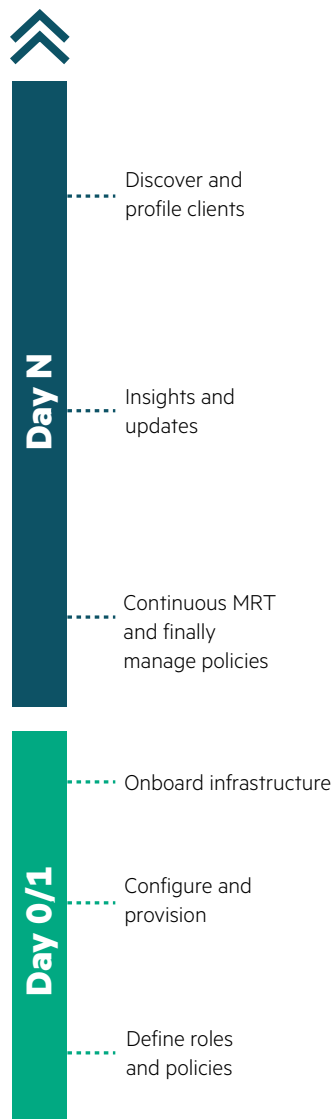 Discover and
profile clients
Day N
Insights and
updates
Continuous MRT
and finally
manage policies
Onboard infrastructure
Day 0/1
Configure and
provision
Define roles
and policies